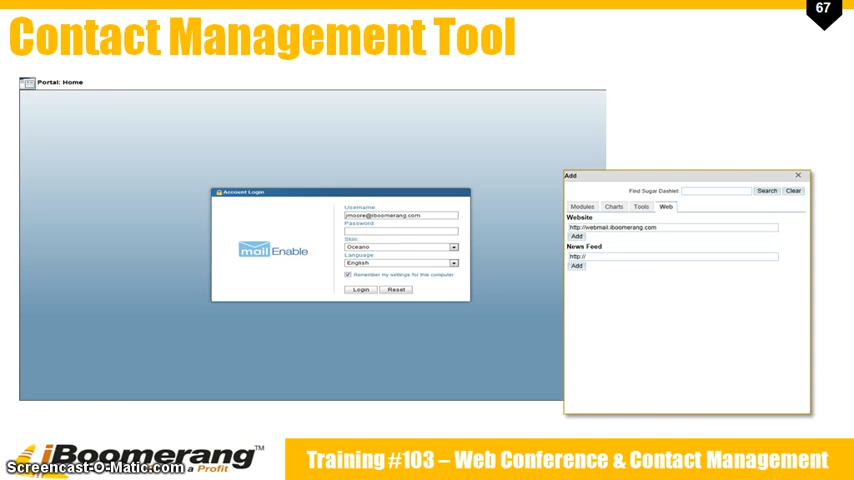 67
Contact Management Tool
Portal: Home
Account Login
Username:
jmoore@iboomerang.com
Password:
Skin:
Oceano
Language:
English
Remember my settings for this computer
Login Reset
mail Enable
Add
Find Sugar Dashlet: Search Clear
Modules Charts Tools Web
Website
http://webmail.iboomerang.com
Add
News Feed
http://
Add
iBoomerang™
a Profit
Screencast-O-Matic.com
Training #103 – Web Conference & Contact Management